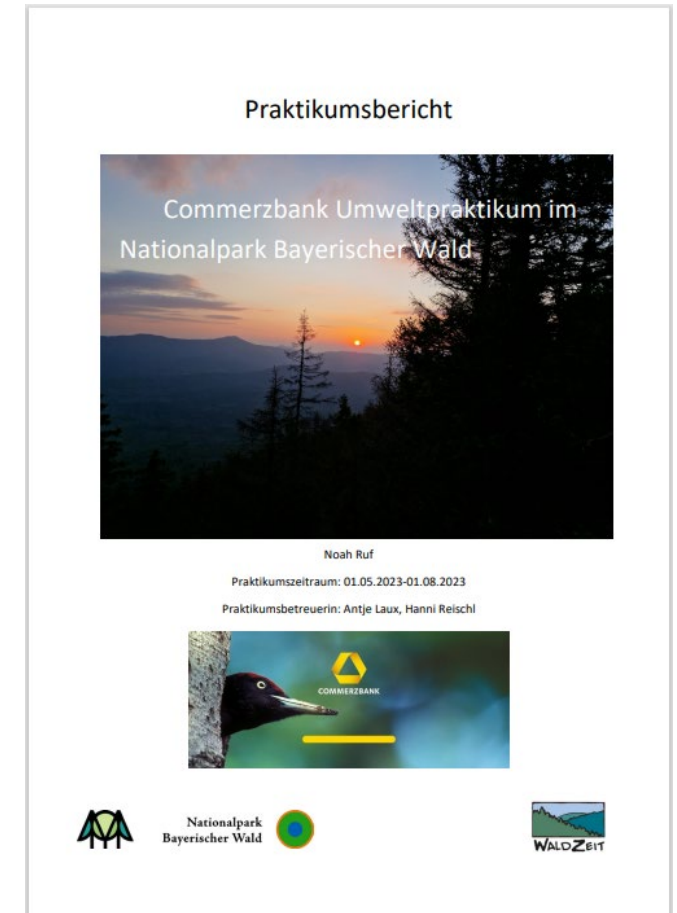 Praktikumsbericht
Commerzbank Umweltpraktikum im
Nationalpark Bayerischer Wald
Noah Ruf
Praktikumszeitraum: 01.05.2023-01.08.2023
Praktikumsbetreuerin: Antje Laux, Hanni Reischl
COMMERZBANK
Nationalpark
Bayerischer Wald
WALDZEIT